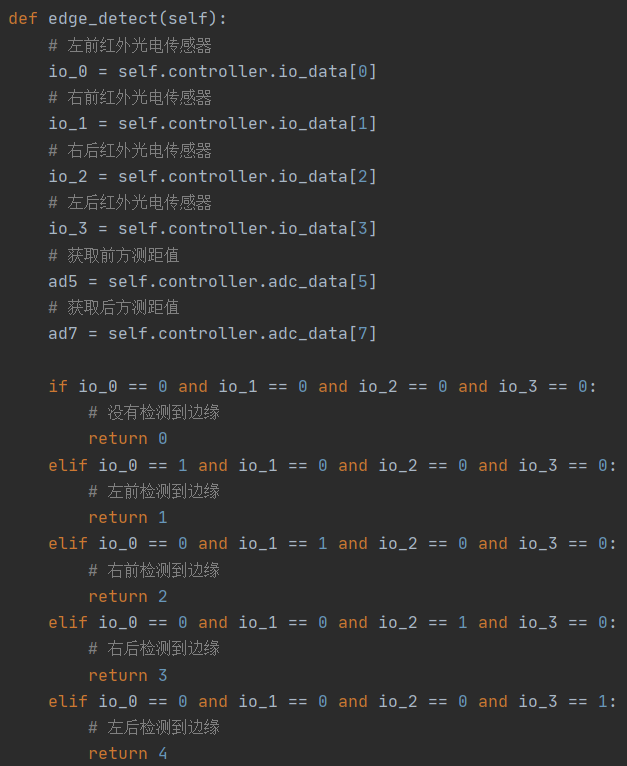 def edge_detect(self):
    # 左前红外光电传感器
    io_0 = self.controller.io_data[0]
    # 右前红外光电传感器
    io_1 = self.controller.io_data[1]
    # 右后红外光电传感器
    io_2 = self.controller.io_data[2]
    # 左后红外光电传感器
    io_3 = self.controller.io_data[3]
    # 获取前方测距值
    ad5 = self.controller.adc_data[5]
    # 获取后方测距值
    ad7 = self.controller.adc_data[7]

    if io_0 == 0 and io_1 == 0 and io_2 == 0 and io_3 == 0:
        # 没有检测到边缘
        return 0
    elif io_0 == 1 and io_1 == 0 and io_2 == 0 and io_3 == 0:
        # 左前检测到边缘
        return 1
    elif io_0 == 0 and io_1 == 1 and io_2 == 0 and io_3 == 0:
        # 右前检测到边缘
        return 2
    elif io_0 == 0 and io_1 == 0 and io_2 == 1 and io_3 == 0:
        # 右后检测到边缘
        return 3
    elif io_0 == 0 and io_1 == 0 and io_2 == 0 and io_3 == 1:
        # 左后检测到边缘
        return 4